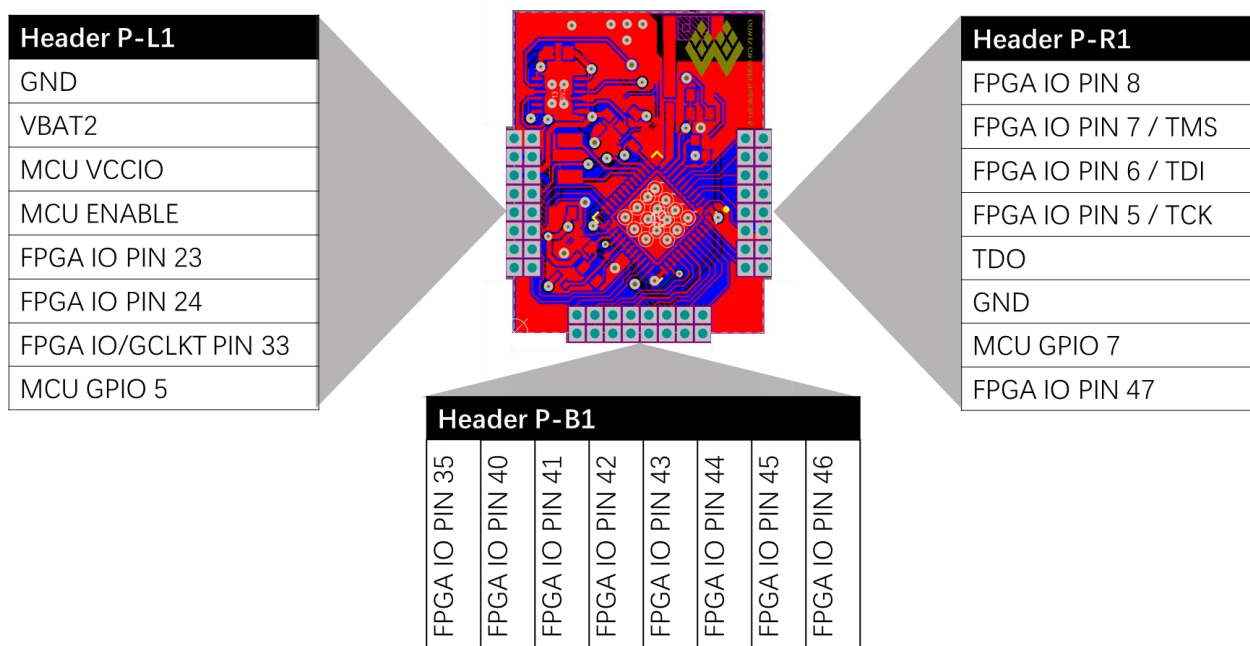 Header P-L1
GND
VBAT2
MCU VCCIO
MCU ENABLE
FPGA IO PIN 23
FPGA IO PIN 24
FPGA IO/GCLKT PIN 33
MCU GPIO 5
Header P-R1
FPGA IO PIN 8
FPGA IO PIN 7 / TMS
FPGA IO PIN 6 / TDI
FPGA IO PIN 5 / TCK
TDO
GND
MCU GPIO 7
FPGA IO PIN 47
Header P-B1
FPGA IO PIN 35
FPGA IO PIN 40
FPGA IO PIN 41
FPGA IO PIN 42
FPGA IO PIN 43
FPGA IO PIN 44
FPGA IO PIN 45
FPGA IO PIN 46